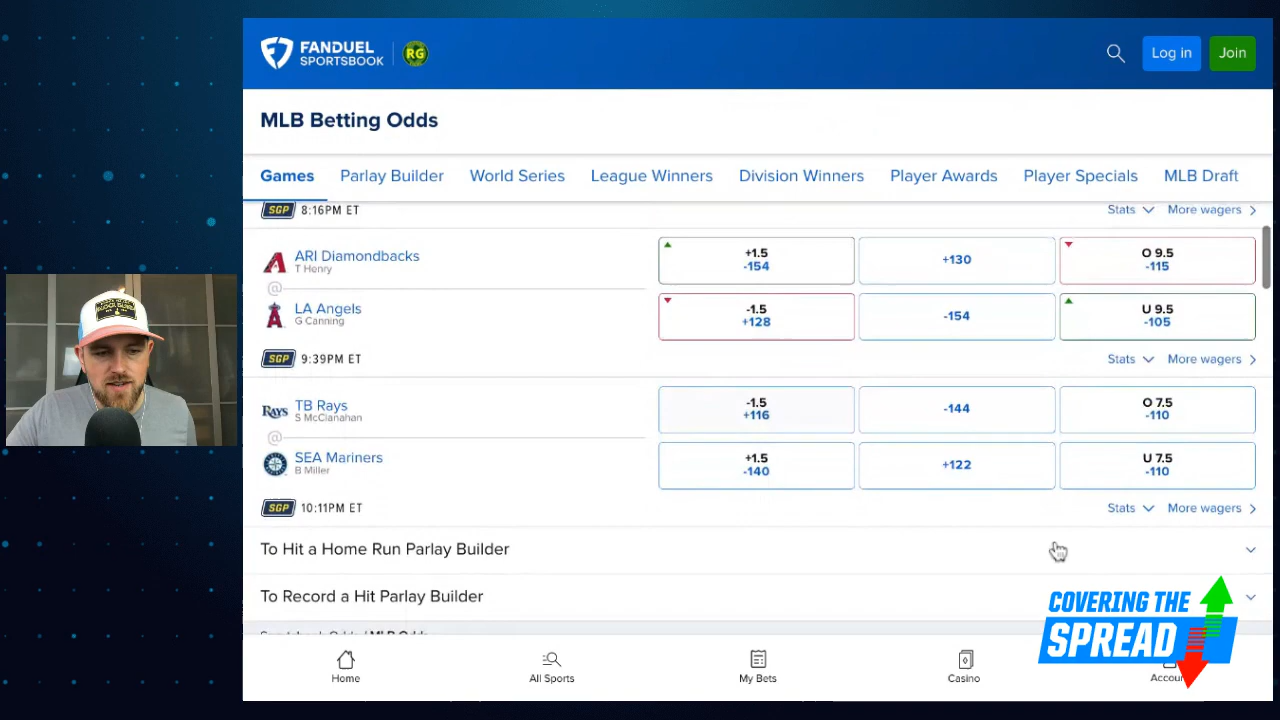 FANDUEL
SPORTSBOOK
RG
Log in
Join
MLB Betting Odds
Games
Parlay Builder
World Series
League Winners
Division Winners
Player Awards
Player Specials
MLB Draft
SGP 8:16PM ET
Stats
More wagers
ARI Diamondbacks
T Henry
+1.5
-154
+130
O 9.5
-115
@
LA Angels
G Canning
-1.5
+128
-154
U 9.5
-105
SGP 9:39PM ET
Stats
More wagers
RAYS
TB Rays
S McClanahan
-1.5
+116
-144
O 7.5
-110
@
SEA Mariners
B Miller
+1.5
-140
+122
U 7.5
-110
SGP 10:11PM ET
Stats
More wagers
To Hit a Home Run Parlay Builder
To Record a Hit Parlay Builder
COVERING THE
SPREAD
Home
All Sports
My Bets
Casino